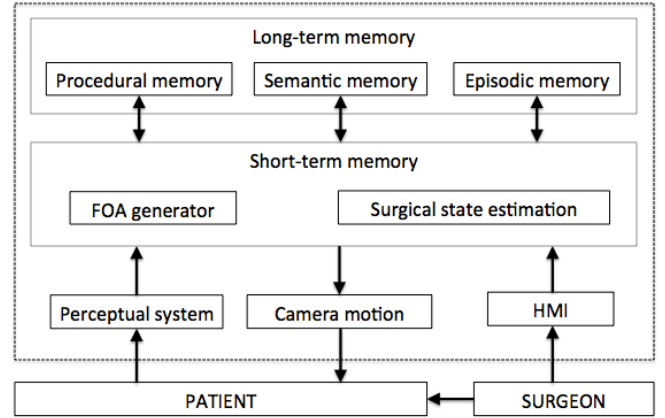 Long-term memory
Procedural memory
Semantic memory
Episodic memory
Short-term memory
FOA generator
Surgical state estimation
Perceptual system
Camera motion
HMI
PATIENT
SURGEON